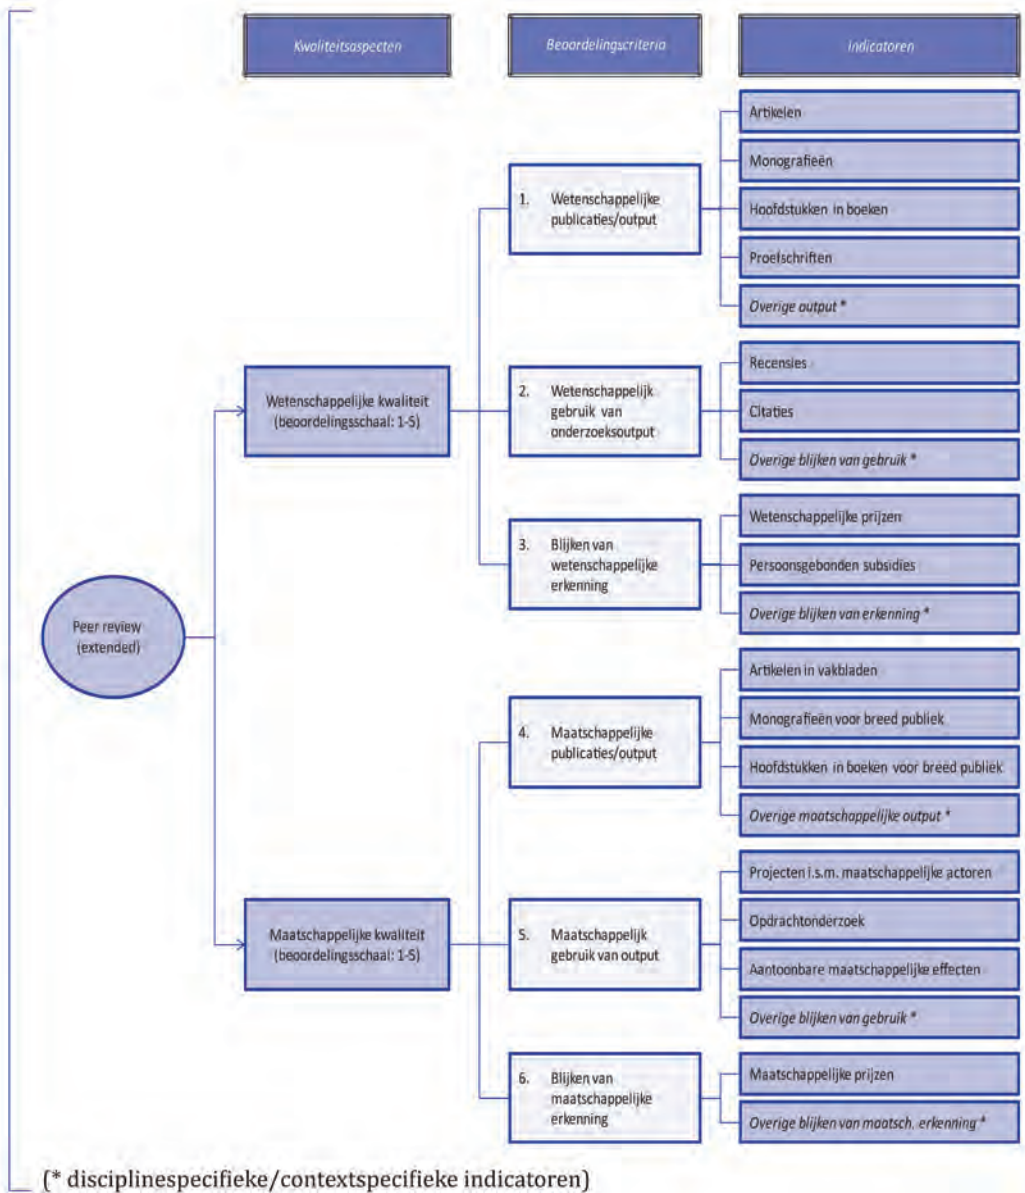 Kwaliteitsaspecten
Beoordelingscriteria
Indicatoren
Peer review
(extended)
Wetenschappelijke kwaliteit
(beoordelingsschaal: 1-5)
1. Wetenschappelijke
publicaties/output
Artikelen
Monografieën
Hoofdstukken in boeken
Proefschriften
Overige output *
2. Wetenschappelijk
gebruik van
onderzoeksoutput
Recensies
Citaties
Overige blijken van gebruik *
3. Blijken van
wetenschappelijke
erkenning
Wetenschappelijke prijzen
Persoonsgebonden subsidies
Overige blijken van erkenning *
Maatschappelijke kwaliteit
(beoordelingsschaal: 1-5)
4. Maatschappelijke
publicaties/output
Artikelen in vakbladen
Monografieën voor breed publiek
Hoofdstukken in boeken voor breed publiek
Overige maatschappelijke output *
5. Maatschappelijk
gebruik van output
Projecten i.s.m. maatschappelijke actoren
Opdrachtonderzoek
Aantoonbare maatschappelijke effecten
Overige blijken van gebruik *
6. Blijken van
maatschappelijke
erkenning
Maatschappelijke prijzen
Overige blijken van maatsch. erkenning *
(* disciplinespecifieke/contextspecifieke indicatoren)